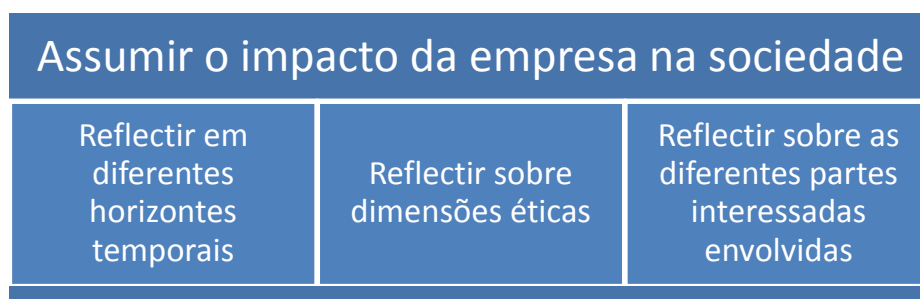 Assumir o impacto da empresa na sociedade
Reflectir em
diferentes
horizontes
temporais
Reflectir sobre
dimensões éticas
Reflectir sobre as
diferentes partes
interessadas
envolvidas